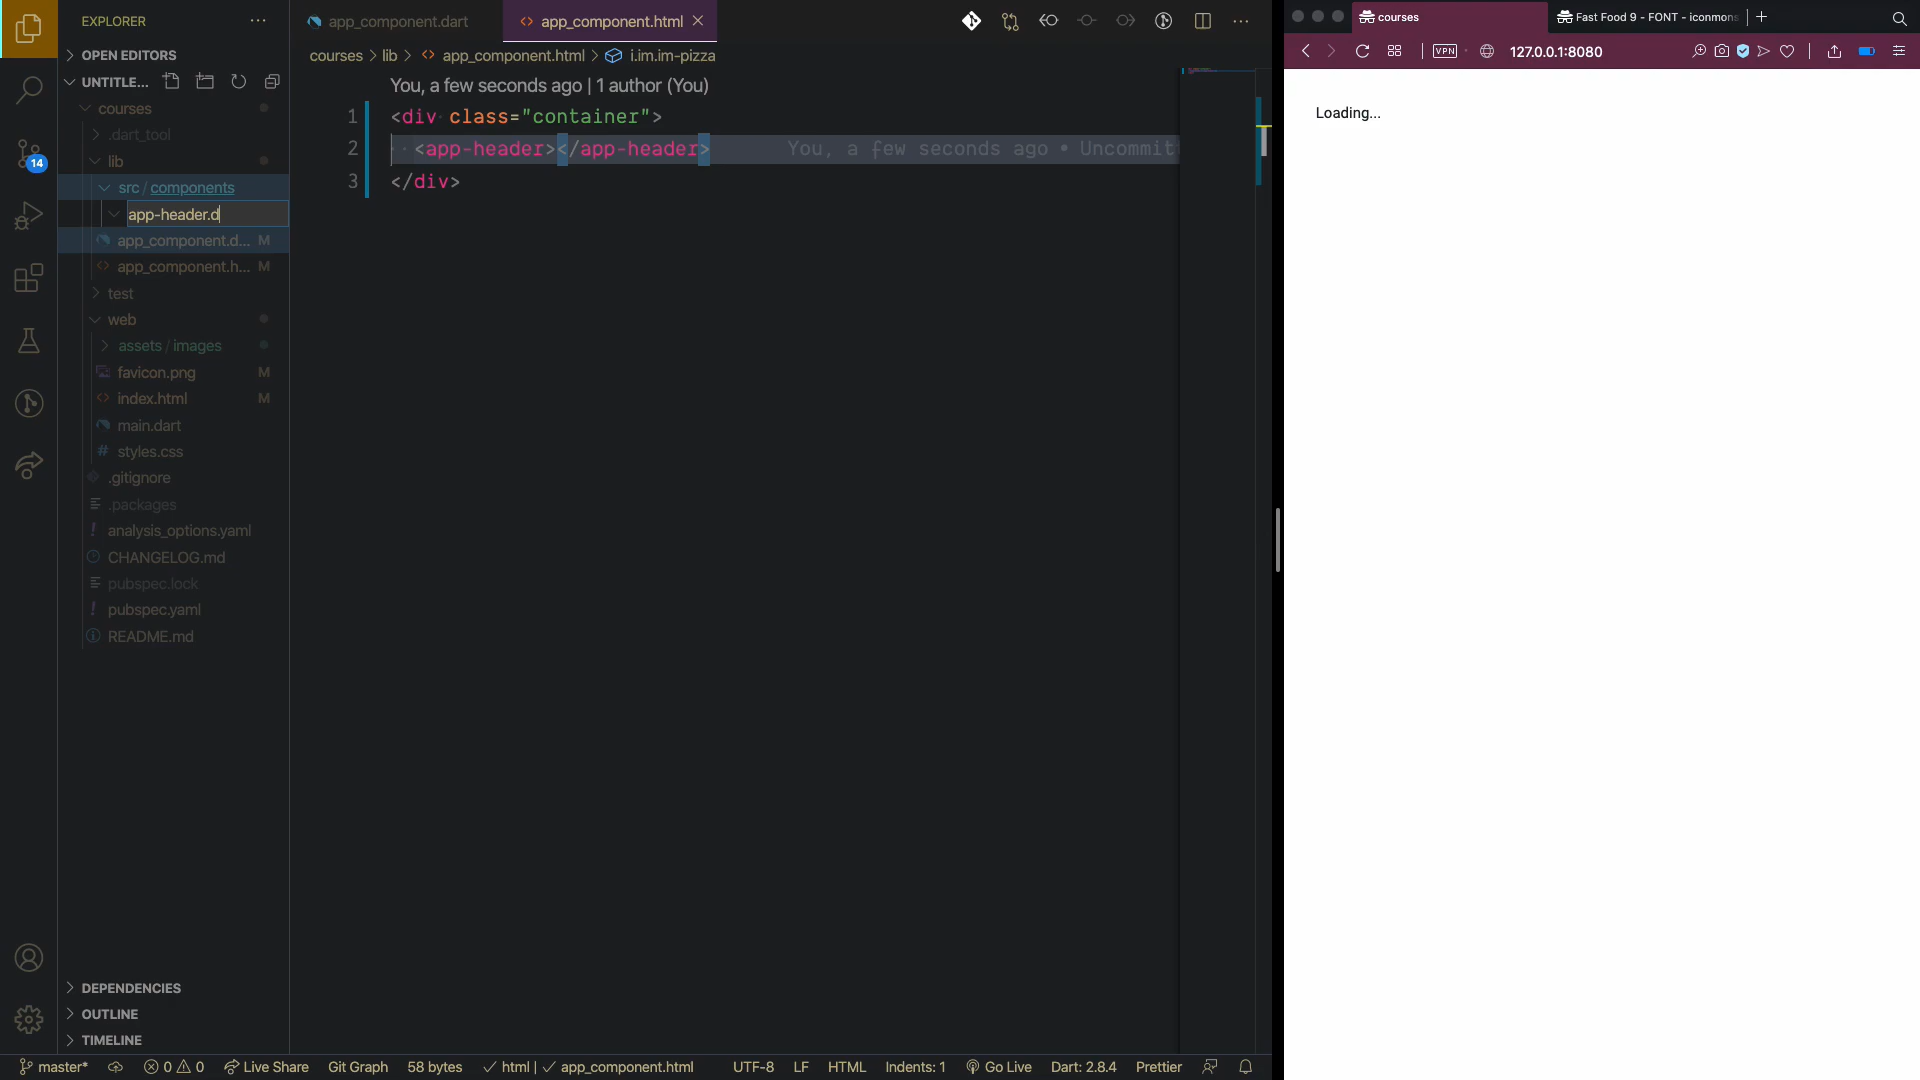 EXPLORER
OPEN EDITORS
UNTITLE...
courses
.dart_tool
lib
src / components
app-header.d
app_component.d... M
app_component.h... M
test
web
assets / images
favicon.png M
index.html M
main.dart
styles.css
.gitignore
.packages
analysis_options.yaml
CHANGELOG.md
pubspec.lock
pubspec.yaml
README.md
DEPENDENCIES
OUTLINE
TIMELINE
14
app_component.dart
app_component.html
courses > lib > app_component.html > i.im.im-pizza
You, a few seconds ago | 1 author (You)
1 <div class="container">
2 <app-header></app-header> You, a few seconds ago • Uncommit
3 </div>
master* 0 0 Live Share Git Graph 58 bytes html | app_component.html UTF-8 LF HTML Indents: 1 Go Live Dart: 2.8.4 Prettier
courses
Fast Food 9 - FONT - iconmons
VPN
127.0.0.1:8080
Loading...